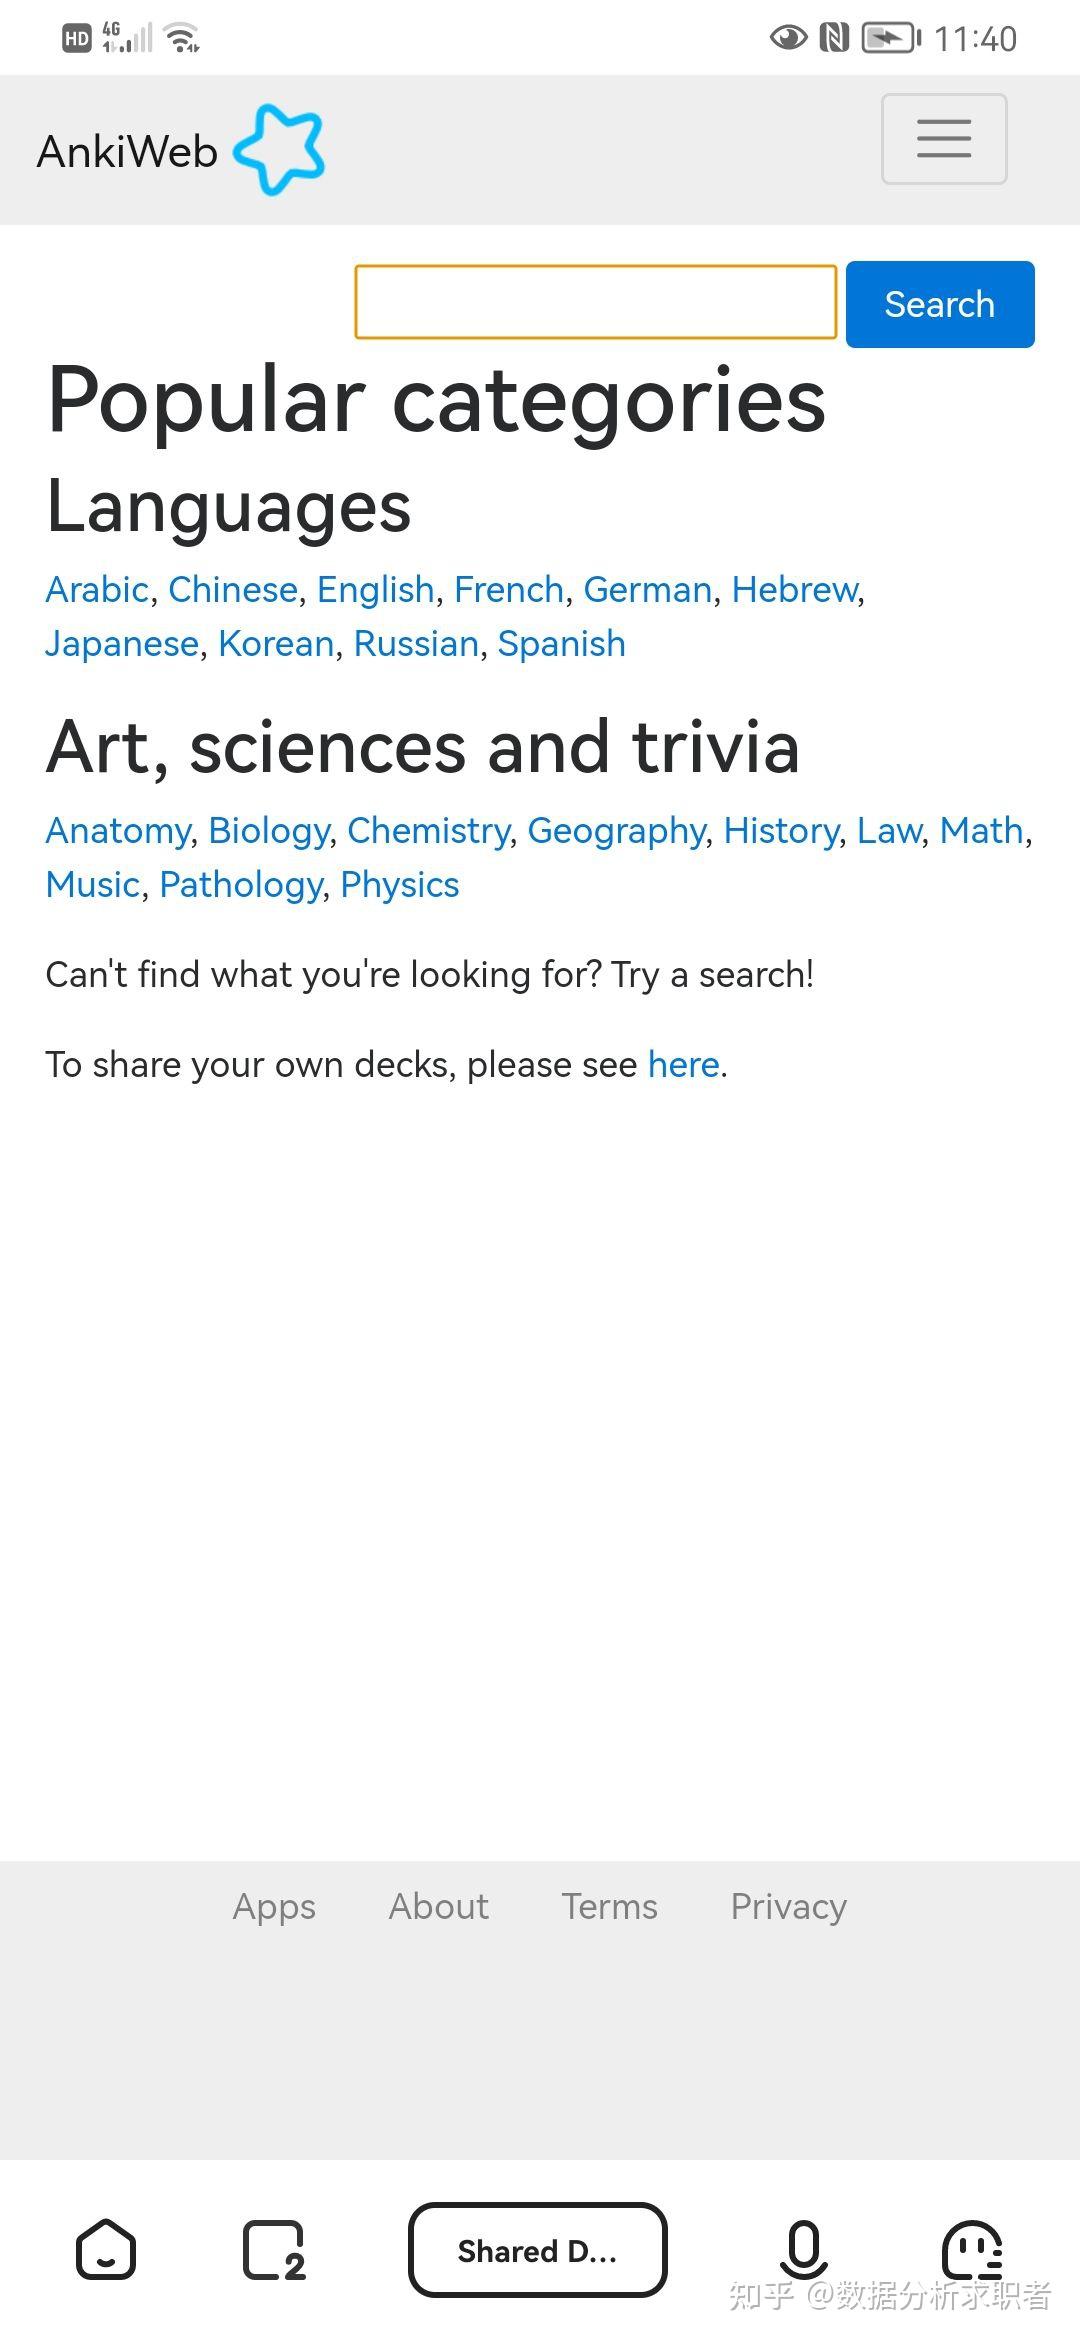 HD 4G 11:40
AnkiWeb
Search
Popular categories
Languages
Arabic, Chinese, English, French, German, Hebrew,
Japanese, Korean, Russian, Spanish
Art, sciences and trivia
Anatomy, Biology, Chemistry, Geography, History, Law, Math,
Music, Pathology, Physics
Can't find what you're looking for? Try a search!
To share your own decks, please see here.
Apps About Terms Privacy
2 Shared D...
知乎 @数据分析求职者